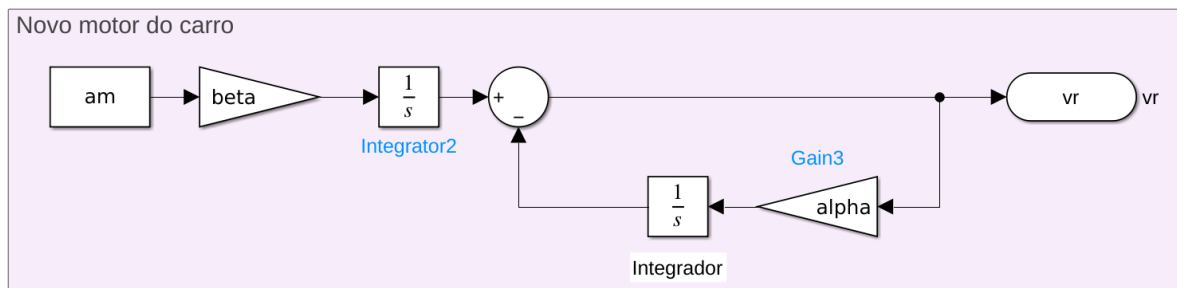 Novo motor do carro
am
beta
1
s
Integrator2
+
−
vr
vr
Gain3
alpha
1
s
Integrador